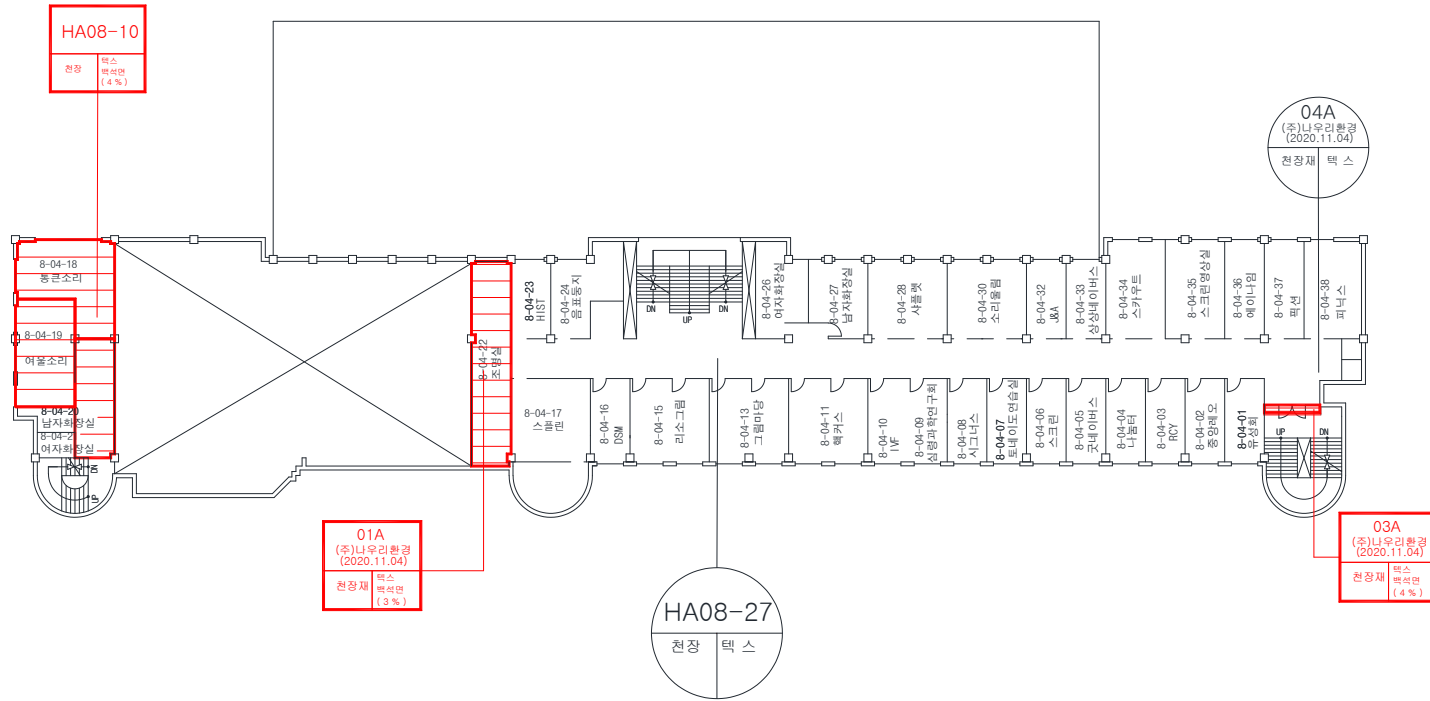 HA08-10
천장
텍스
백석면
( 4 % )
04A
(주)나우리환경
(2020.11.04)
천장재
텍 스
8-04-18
통큰소리
8-04-19
여울소리
8-04-20
남자화장실
8-04-21
여자화장실
DN
UP
8-04-22
조명실
8-04-23
HIST
8-04-24
음표둥지
DN
UP
DN
8-04-26
여자화장실
8-04-27
남자화장실
8-04-28
샤플렛
8-04-30
소리울림
8-04-32
J&A
8-04-33
상상네이버스
8-04-34
스카우트
8-04-35
스크린영상실
8-04-36
에이나임
8-04-37
픽션
8-04-38
피닉스
8-04-17
스플린
8-04-16
DSM
8-04-15
리소그림
8-04-13
그림마당
8-04-11
핵커스
8-04-10
IVF
8-04-09
심령과학연구회
8-04-08
시그너스
8-04-07
토네이도연습실
8-04-06
스크린
8-04-05
굿네이버스
8-04-04
나눔터
8-04-03
RCY
8-04-02
중앙레오
8-04-01
유성회
UP
DN
01A
(주)나우리환경
(2020.11.04)
천장재
텍스
백석면
( 3 % )
HA08-27
천장
텍 스
03A
(주)나우리환경
(2020.11.04)
천장재
텍스
백석면
( 4 % )